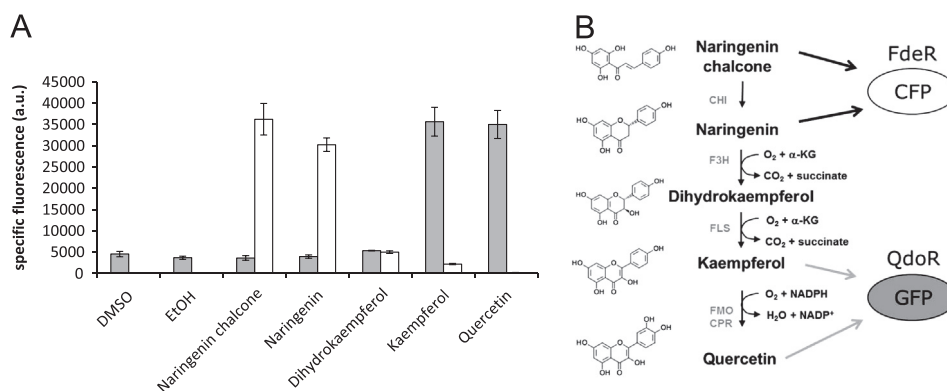 A
specific fluorescence (a.u.)
45000
40000
35000
30000
25000
20000
15000
10000
5000
0
DMSO
EtOH
Naringenin chalcone
Naringenin
Dihydrokaempferol
Kaempferol
Quercetin
B
Naringenin
chalcone
CHI
Naringenin
F3H
O₂ + α-KG
CO₂ + succinate
Dihydrokaempferol
FLS
O₂ + α-KG
CO₂ + succinate
Kaempferol
FMO
CPR
O₂ + NADPH
H₂O + NADP⁺
Quercetin
FdeR
CFP
QdoR
GFP